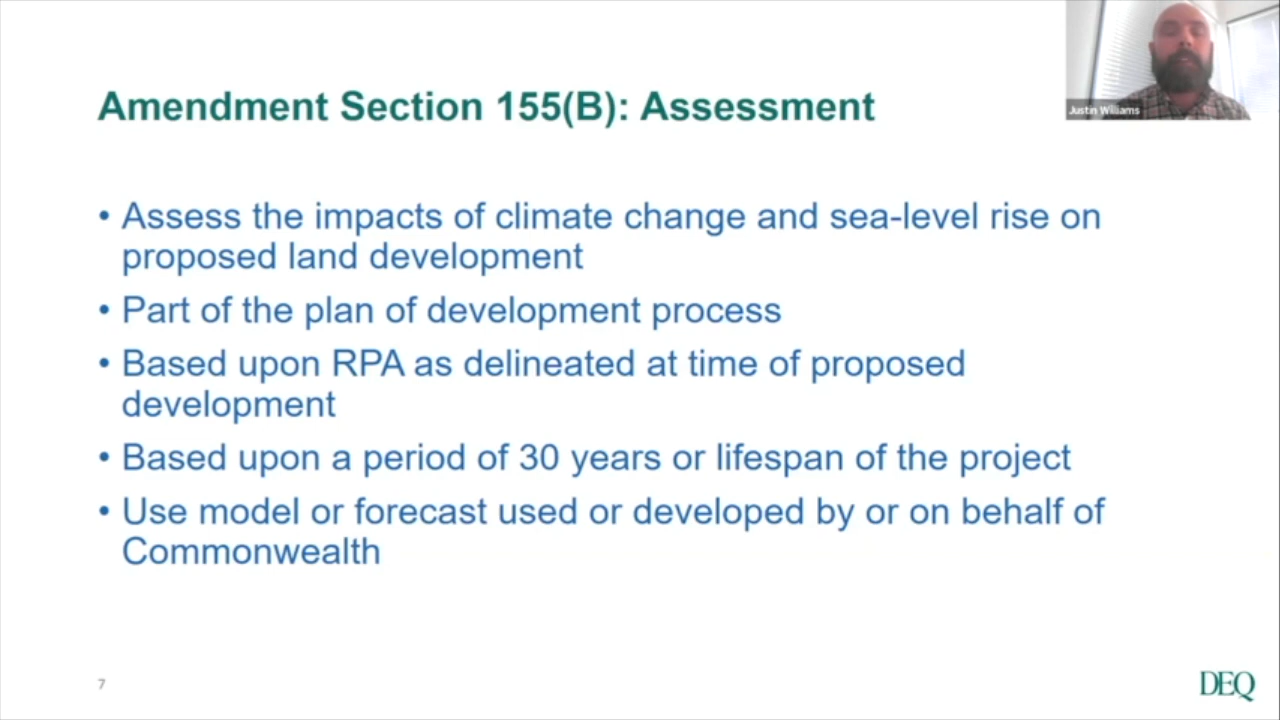 Amendment Section 155(B): Assessment
Justin Williams
• Assess the impacts of climate change and sea-level rise on
proposed land development
• Part of the plan of development process
• Based upon RPA as delineated at time of proposed
development
• Based upon a period of 30 years or lifespan of the project
• Use model or forecast used or developed by or on behalf of
Commonwealth
7
DEQ